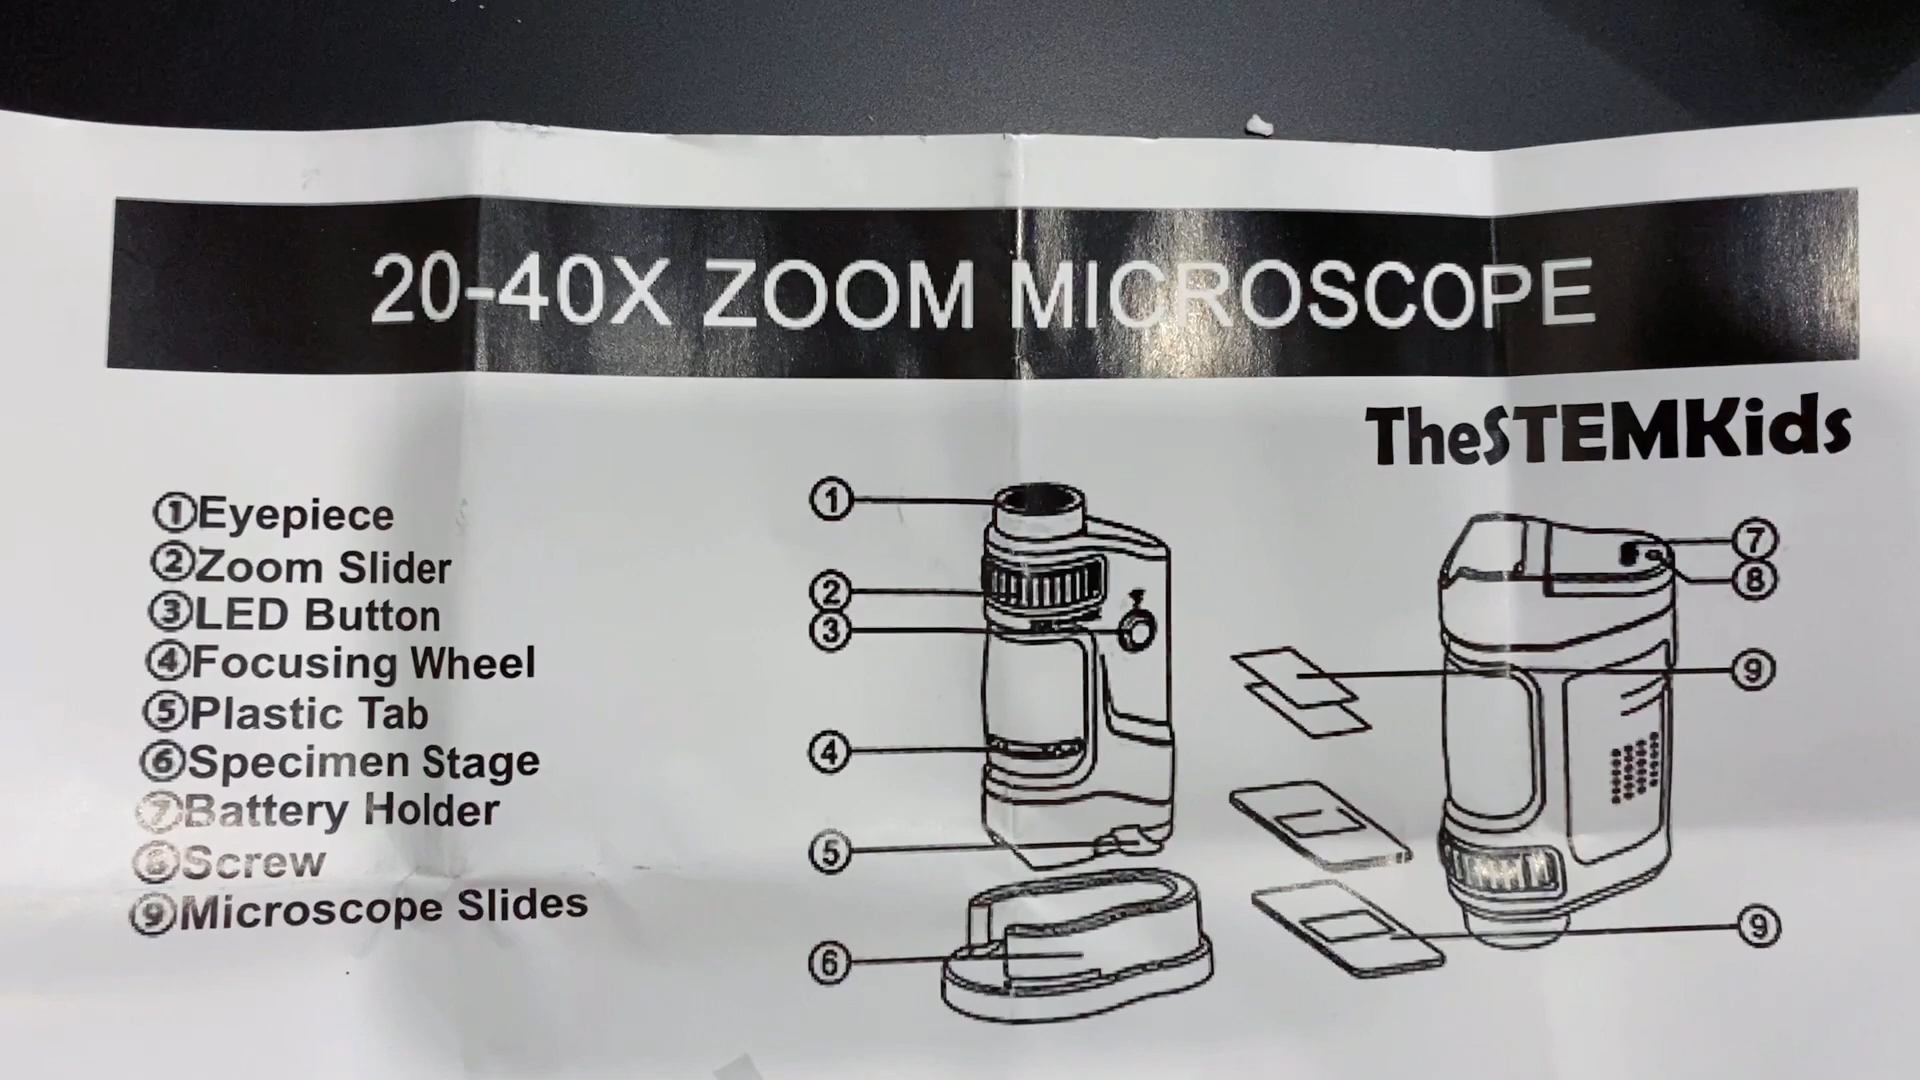 20-40X ZOOM MICROSCOPE
TheSTEMKids
①Eyepiece
②Zoom Slider
③LED Button
④Focusing Wheel
⑤Plastic Tab
⑥Specimen Stage
⑦Battery Holder
⑧Screw
⑨Microscope Slides
①
②
③
④
⑤
⑥
⑦
⑧
⑨
⑨